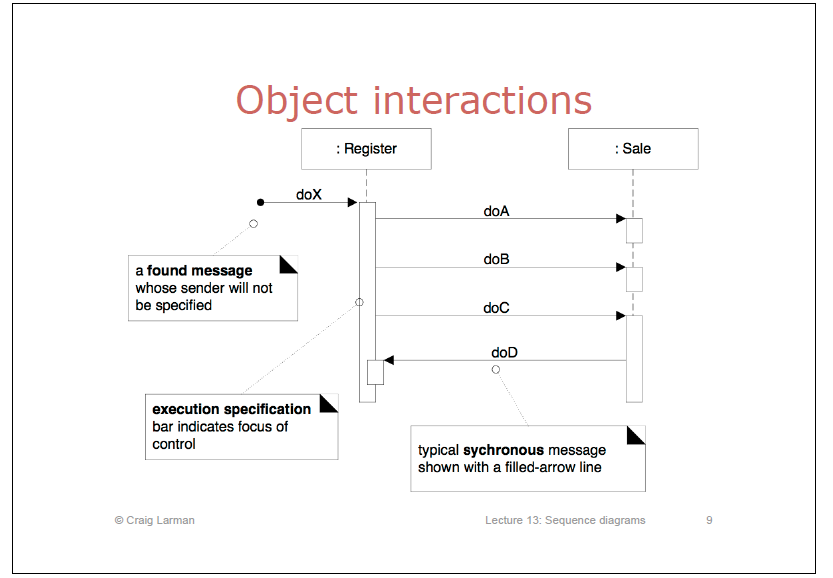 Object interactions
: Register
: Sale
doX
doA
doB
a found message
whose sender will not
be specified
doC
doD
execution specification
bar indicates focus of
control
typical sychronous message
shown with a filled-arrow line
© Craig Larman
Lecture 13: Sequence diagrams
9